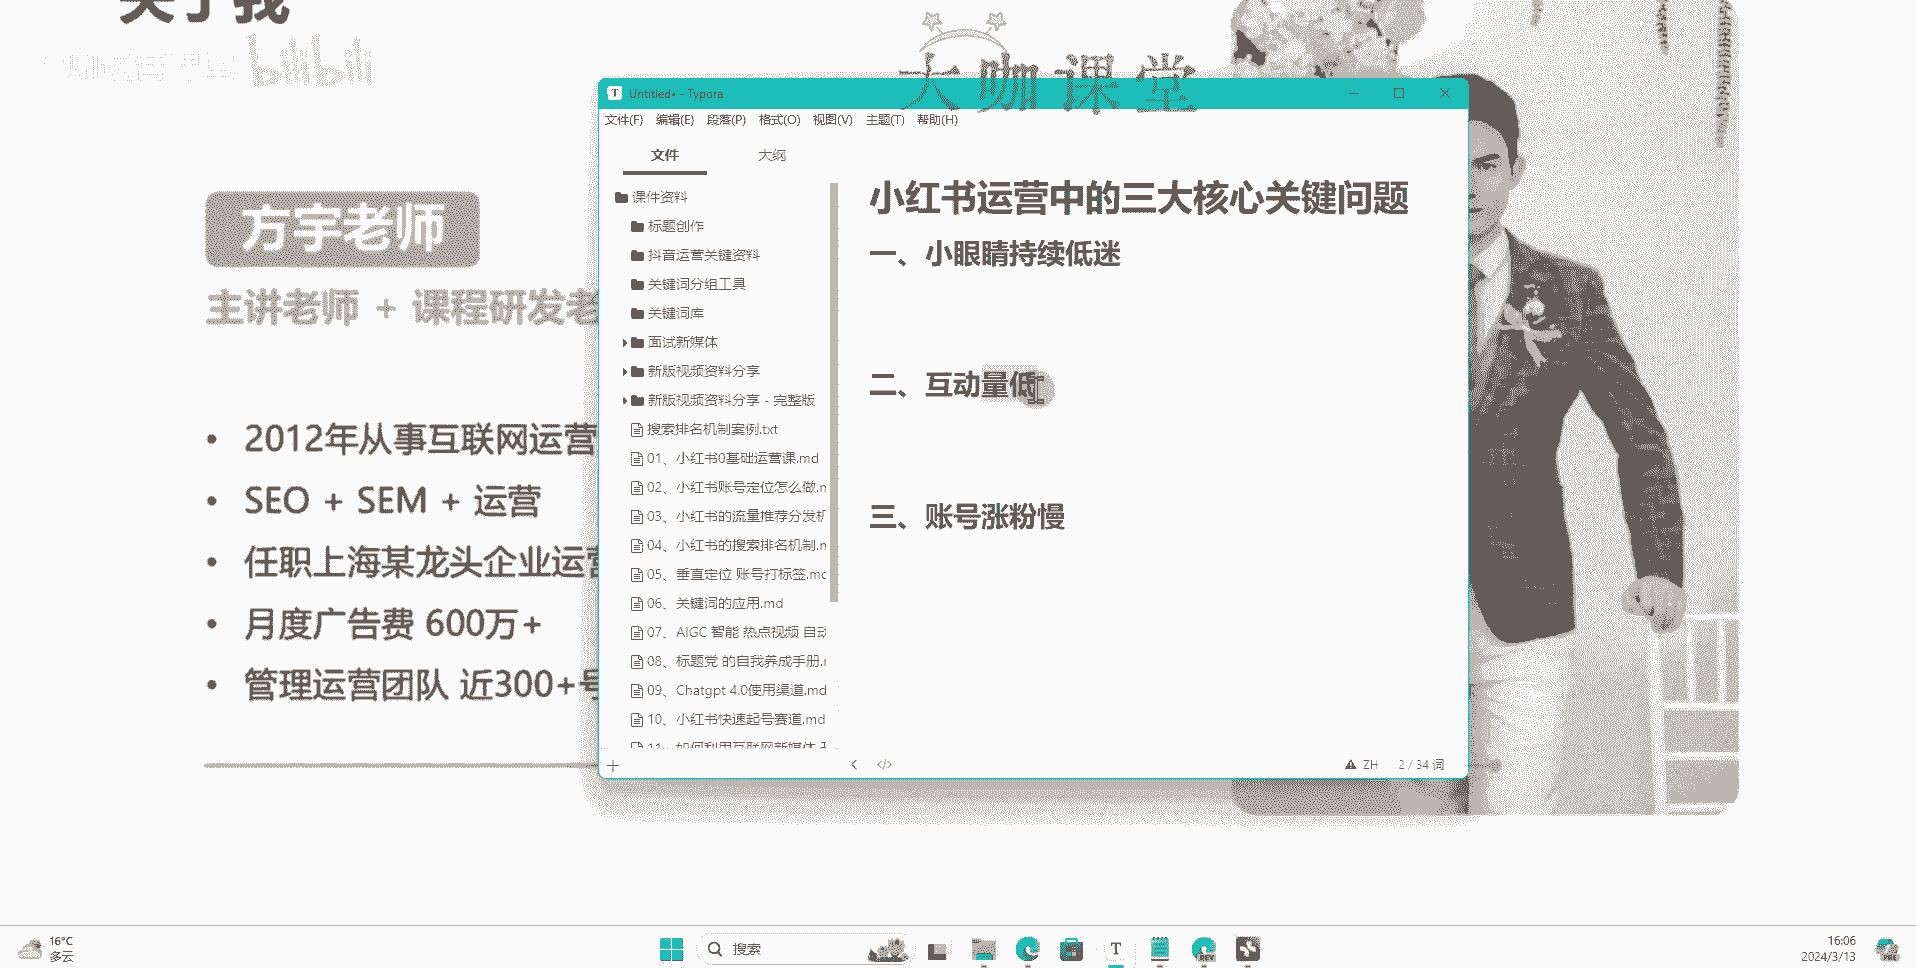 关于我
bilibili
大咖课堂
方宇老师
主讲老师 + 课程研发老
2012年从事互联网运营
SEO + SEM + 运营
任职上海某龙头企业运营
月度广告费 600万+
管理运营团队 近300+号
Untitled• - Typora
文件(F) 编辑(E) 段落(P) 格式(O) 视图(V) 主题(T) 帮助(H)
文件 大纲
课件资料
标题创作
抖音运营关键资料
关键词分组工具
关键词库
面试新媒体
新版视频资料分享
新版视频资料分享 - 完整版
搜索排名机制案例.txt
01、小红书0基础运营课.md
02、小红书账号定位怎么做.m
03、小红书的流量推荐分发机
04、小红书的搜索排名机制.m
05、垂直定位 账号打标签.md
06、关键词的应用.md
07、AIGC 智能 热点视频 自动
08、标题党 的自我养成手册.m
09、Chatgpt 4.0使用渠道.md
10、小红书快速起号赛道.md
11、如何利用互联网新媒体
小红书运营中的三大核心关键问题
一、小眼睛持续低迷
二、互动量低
三、账号涨粉慢
ZH 2 / 34 词
16°C
多云
搜索
16:06
2024/3/13